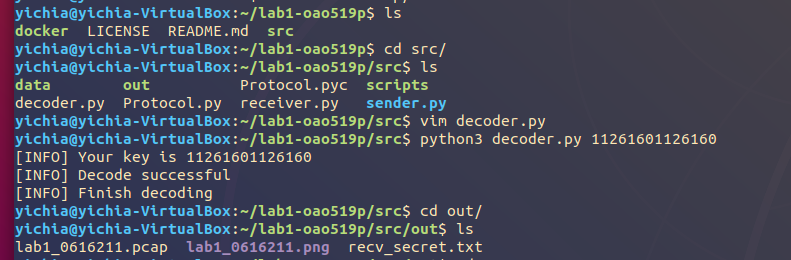 yichia@yichia-VirtualBox:~/lab1-oao519p$ ls
docker  LICENSE  README.md  src
yichia@yichia-VirtualBox:~/lab1-oao519p$ cd src/
yichia@yichia-VirtualBox:~/lab1-oao519p/src$ ls
data        out          Protocol.pyc  scripts
decoder.py  Protocol.py  receiver.py   sender.py
yichia@yichia-VirtualBox:~/lab1-oao519p/src$ vim decoder.py
yichia@yichia-VirtualBox:~/lab1-oao519p/src$ python3 decoder.py 11261601126160
[INFO] Your key is 11261601126160
[INFO] Decode successful
[INFO] Finish decoding
yichia@yichia-VirtualBox:~/lab1-oao519p/src$ cd out/
yichia@yichia-VirtualBox:~/lab1-oao519p/src/out$ ls
lab1_0616211.pcap  lab1_0616211.png  recv_secret.txt